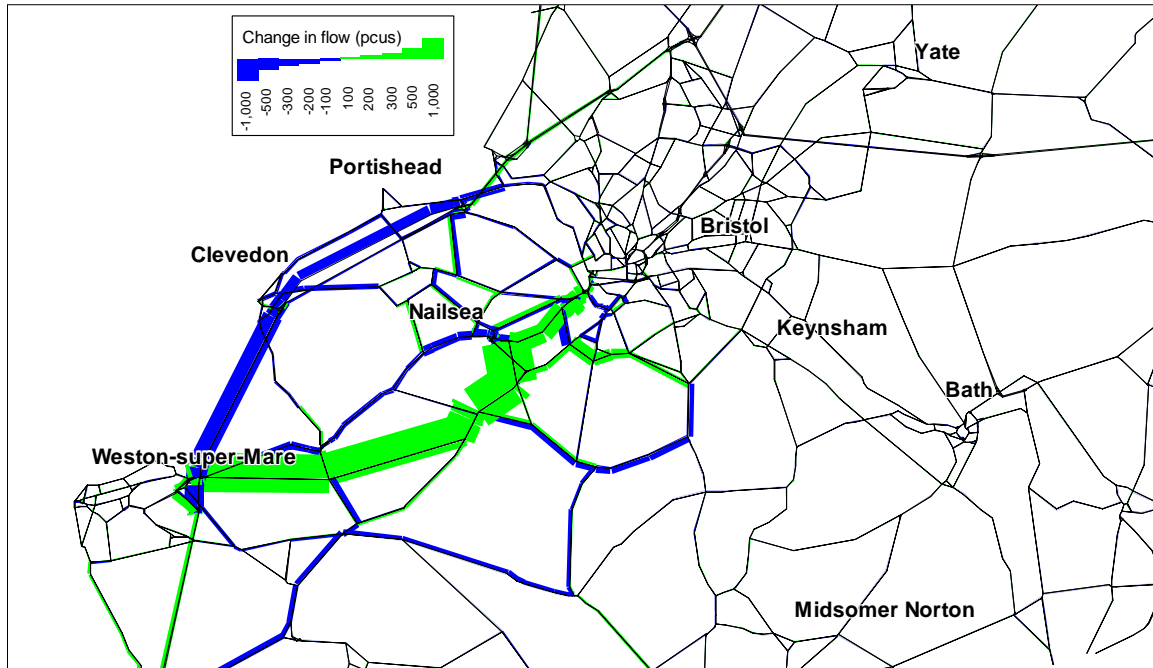 Change in flow (pcus)
-1,000
-500
-300
-200
-100
100
200
300
500
1,000
Yate
Portishead
Bristol
Clevedon
Nailsea
Keynsham
Bath
Weston-super-Mare
Midsomer Norton